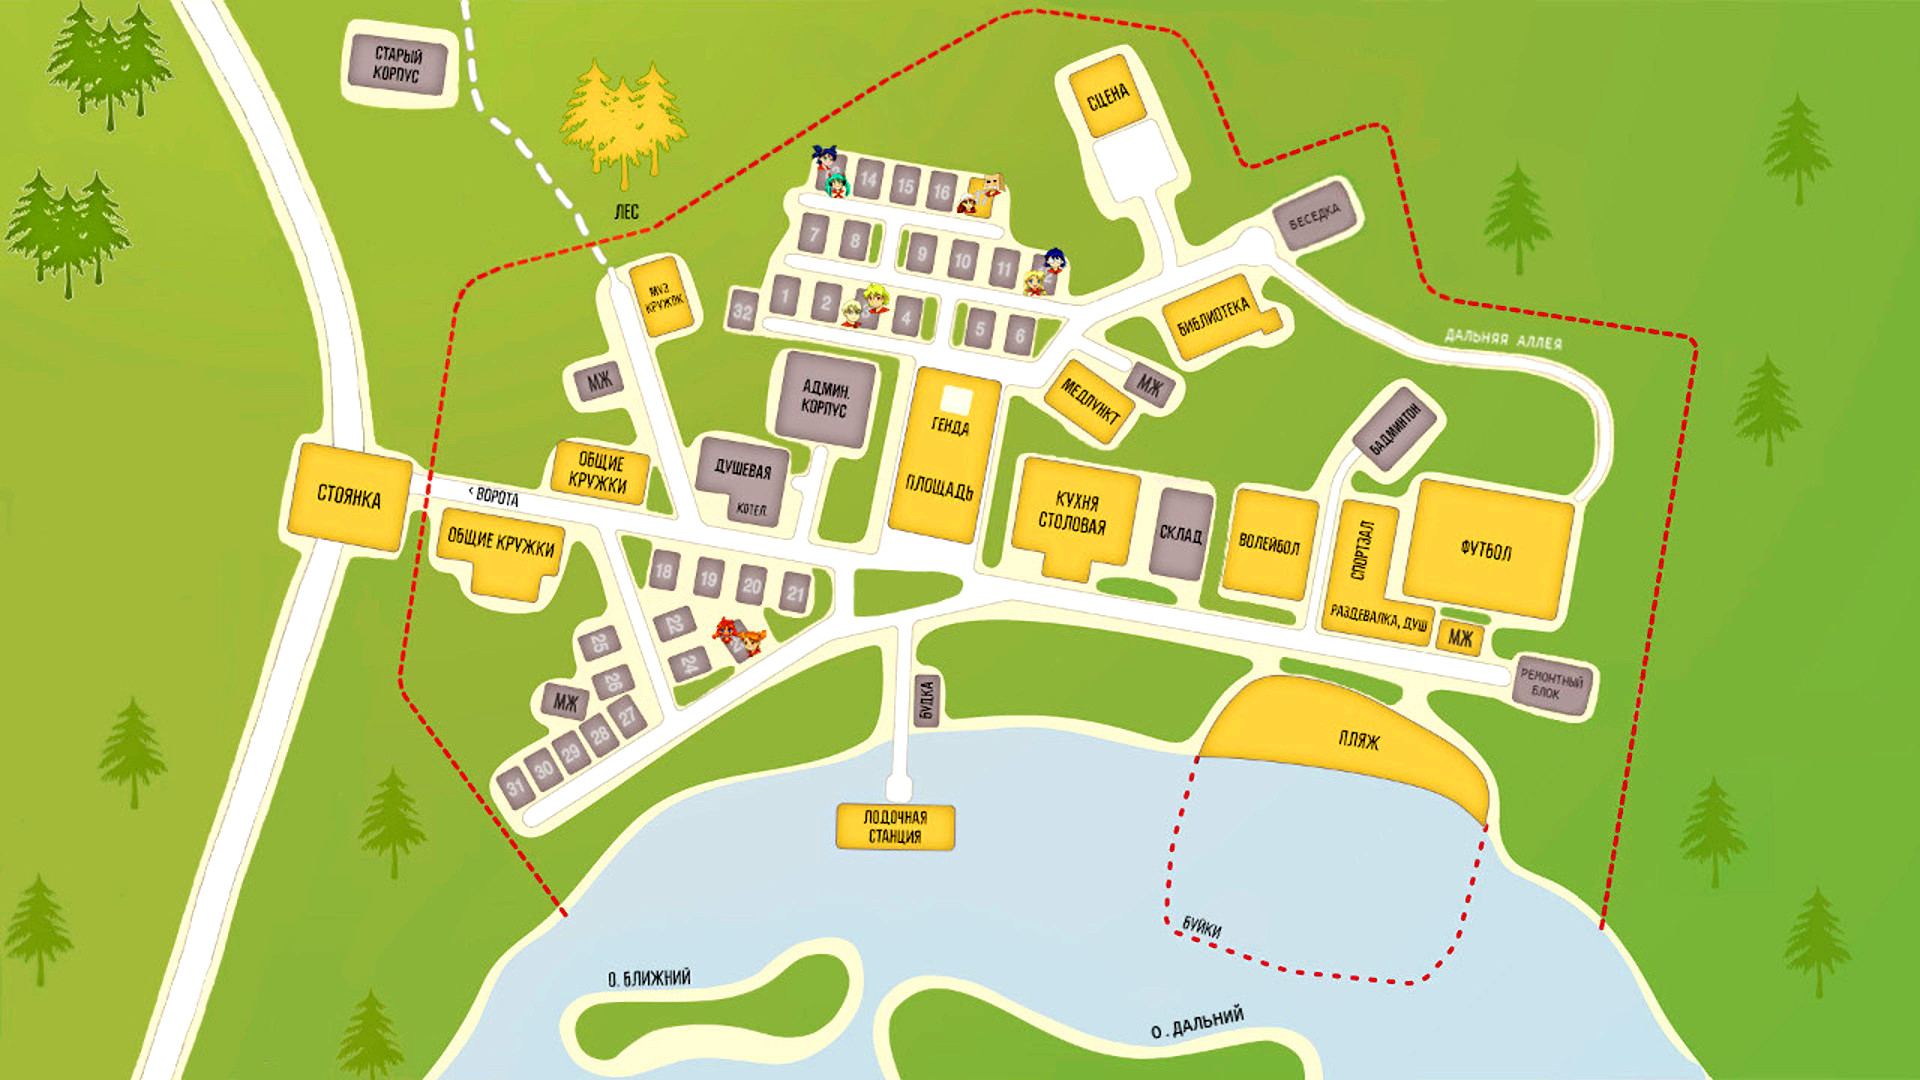 СТАРЫЙ
КОРПУС
СЦЕНА
ЛЕС
14
15
16
БЕСЕДКА
7
8
9
10
11
МУЗ
КРУЖОК
32
1
2
4
5
6
БИБЛИОТЕКА
ДАЛЬНЯЯ АЛЛЕЯ
МЖ
АДМИН.
КОРПУС
ГЕНДА
ПЛОЩАДЬ
МЕДПУНКТ
МЖ
БАДМИНТОН
СТОЯНКА
< ВОРОТА
ОБЩИЕ
КРУЖКИ
ОБЩИЕ КРУЖКИ
ДУШЕВАЯ
КОТЕЛ.
КУХНЯ
СТОЛОВАЯ
СКЛАД
ВОЛЕЙБОЛ
СПОРТЗАЛ
РАЗДЕВАЛКА, ДУШ
ФУТБОЛ
МЖ
РЕМОНТНЫЙ
БЛОК
18
19
20
21
22
24
25
26
МЖ
27
28
29
30
31
БУДКА
ПЛЯЖ
ЛОДОЧНАЯ
СТАНЦИЯ
БУЙКИ
О. БЛИЖНИЙ
О. ДАЛЬНИЙ